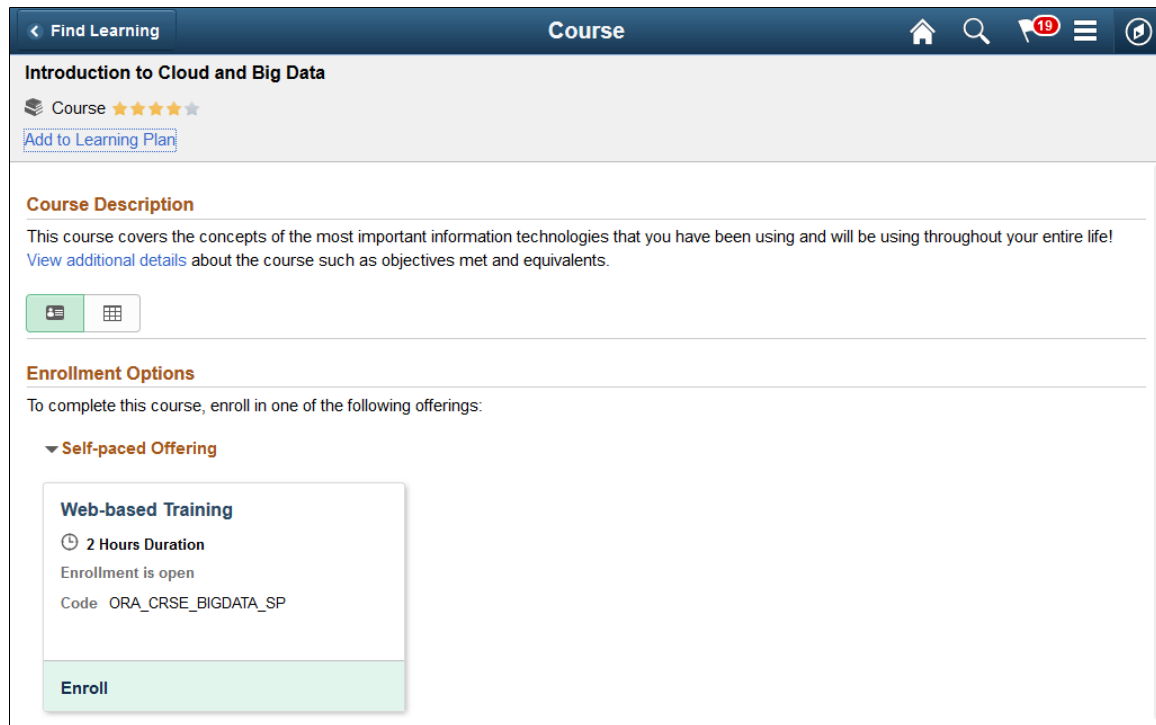 Find Learning
Course
19
Introduction to Cloud and Big Data
Course
Add to Learning Plan
Course Description
This course covers the concepts of the most important information technologies that you have been using and will be using throughout your entire life!
View additional details about the course such as objectives met and equivalents.
Enrollment Options
To complete this course, enroll in one of the following offerings:
Self-paced Offering
Web-based Training
2 Hours Duration
Enrollment is open
Code ORA_CRSE_BIGDATA_SP
Enroll